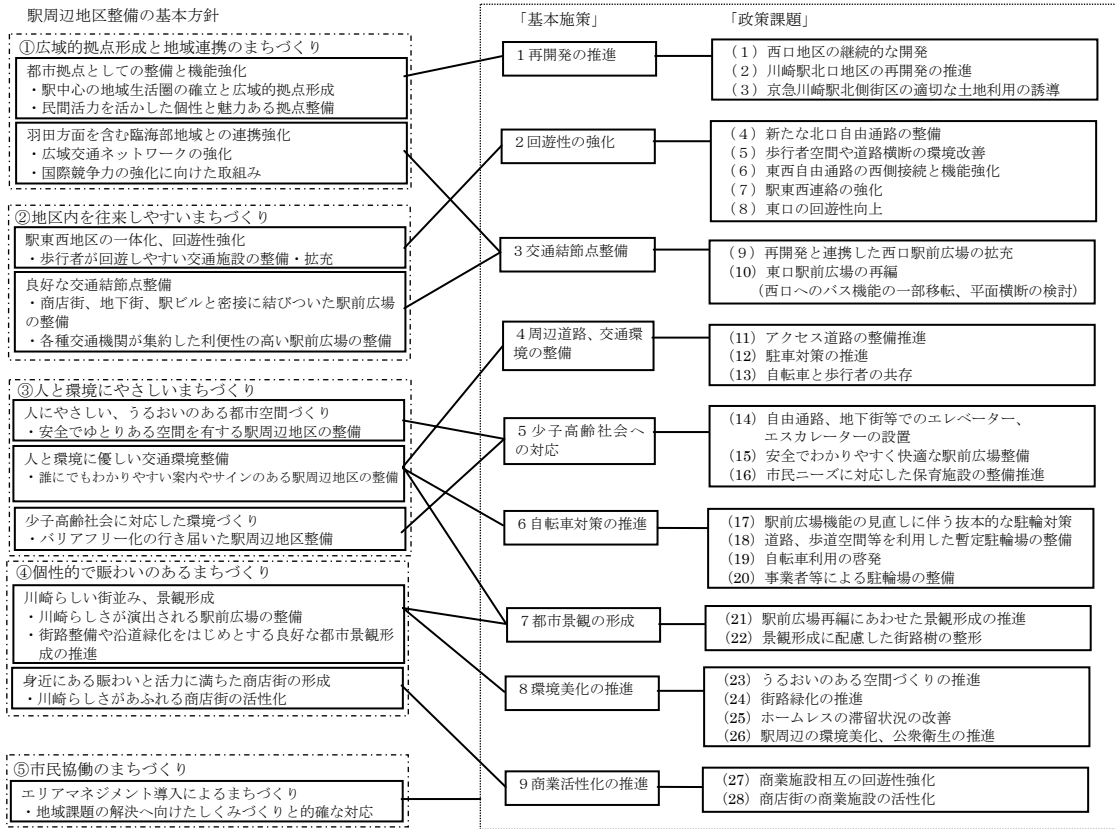 駅周辺地区整備の基本方針
①広域的拠点形成と地域連携のまちづくり
都市拠点としての整備と機能強化
・駅中心の地域生活圏の確立と広域的拠点形成
・民間活力を活かした個性と魅力ある拠点整備
羽田方面を含む臨海部地域との連携強化
・広域交通ネットワークの強化
・国際競争力の強化に向けた取組み
②地区内を往来しやすいまちづくり
駅東西地区の一体化、回遊性強化
・歩行者が回遊しやすい交通施設の整備・拡充
良好な交通結節点整備
・商店街、地下街、駅ビルと密接に結びついた駅前広場
の整備
・各種交通機関が集約した利便性の高い駅前広場の整備
③人と環境にやさしいまちづくり
人にやさしい、うるおいのある都市空間づくり
・安全でゆとりある空間を有する駅周辺地区の整備
人と環境に優しい交通環境整備
・誰にでもわかりやすい案内やサインのある駅周辺地区の整備
少子高齢社会に対応した環境づくり
・バリアフリー化の行き届いた駅周辺地区整備
④個性的で賑わいのあるまちづくり
川崎らしい街並み、景観形成
・川崎らしさが演出される駅前広場の整備
・街路整備や沿道緑化をはじめとする良好な都市景観形
成の推進
身近にある賑わいと活力に満ちた商店街の形成
・川崎らしさがあふれる商店街の活性化
⑤市民協働のまちづくり
エリアマネジメント導入によるまちづくり
・地域課題の解決へ向けたしくみづくりと的確な対応
「基本施策」
1再開発の推進
2回遊性の強化
3交通結節点整備
4周辺道路、交通環
境の整備
5少子高齢社会へ
の対応
6自転車対策の推進
7都市景観の形成
8環境美化の推進
9商業活性化の推進
「政策課題」
(1) 西口地区の継続的な開発
(2) 川崎駅北口地区の再開発の推進
(3) 京急川崎駅北側街区の適切な土地利用の誘導
(4) 新たな北口自由通路の整備
(5) 歩行者空間や道路横断の環境改善
(6) 東西自由通路の西側接続と機能強化
(7) 駅東西連絡の強化
(8) 東口の回遊性向上
(9) 再開発と連携した西口駅前広場の拡充
(10) 東口駅前広場の再編
(西口へのバス機能の一部移転、平面横断の検討)
(11) アクセス道路の整備推進
(12) 駐車対策の推進
(13) 自転車と歩行者の共存
(14) 自由通路、地下街等でのエレベーター、
エスカレーターの設置
(15) 安全でわかりやすく快適な駅前広場整備
(16) 市民ニーズに対応した保育施設の整備推進
(17) 駅前広場機能の見直しに伴う抜本的な駐輪対策
(18) 道路、歩道空間等を利用した暫定駐輪場の整備
(19) 自転車利用の啓発
(20) 事業者等による駐輪場の整備
(21) 駅前広場再編にあわせた景観形成の推進
(22) 景観形成に配慮した街路樹の整形
(23) うるおいのある空間づくりの推進
(24) 街路緑化の推進
(25) ホームレスの滞留状況の改善
(26) 駅周辺の環境美化、公衆衛生の推進
(27) 商業施設相互の回遊性強化
(28) 商店街の商業施設の活性化